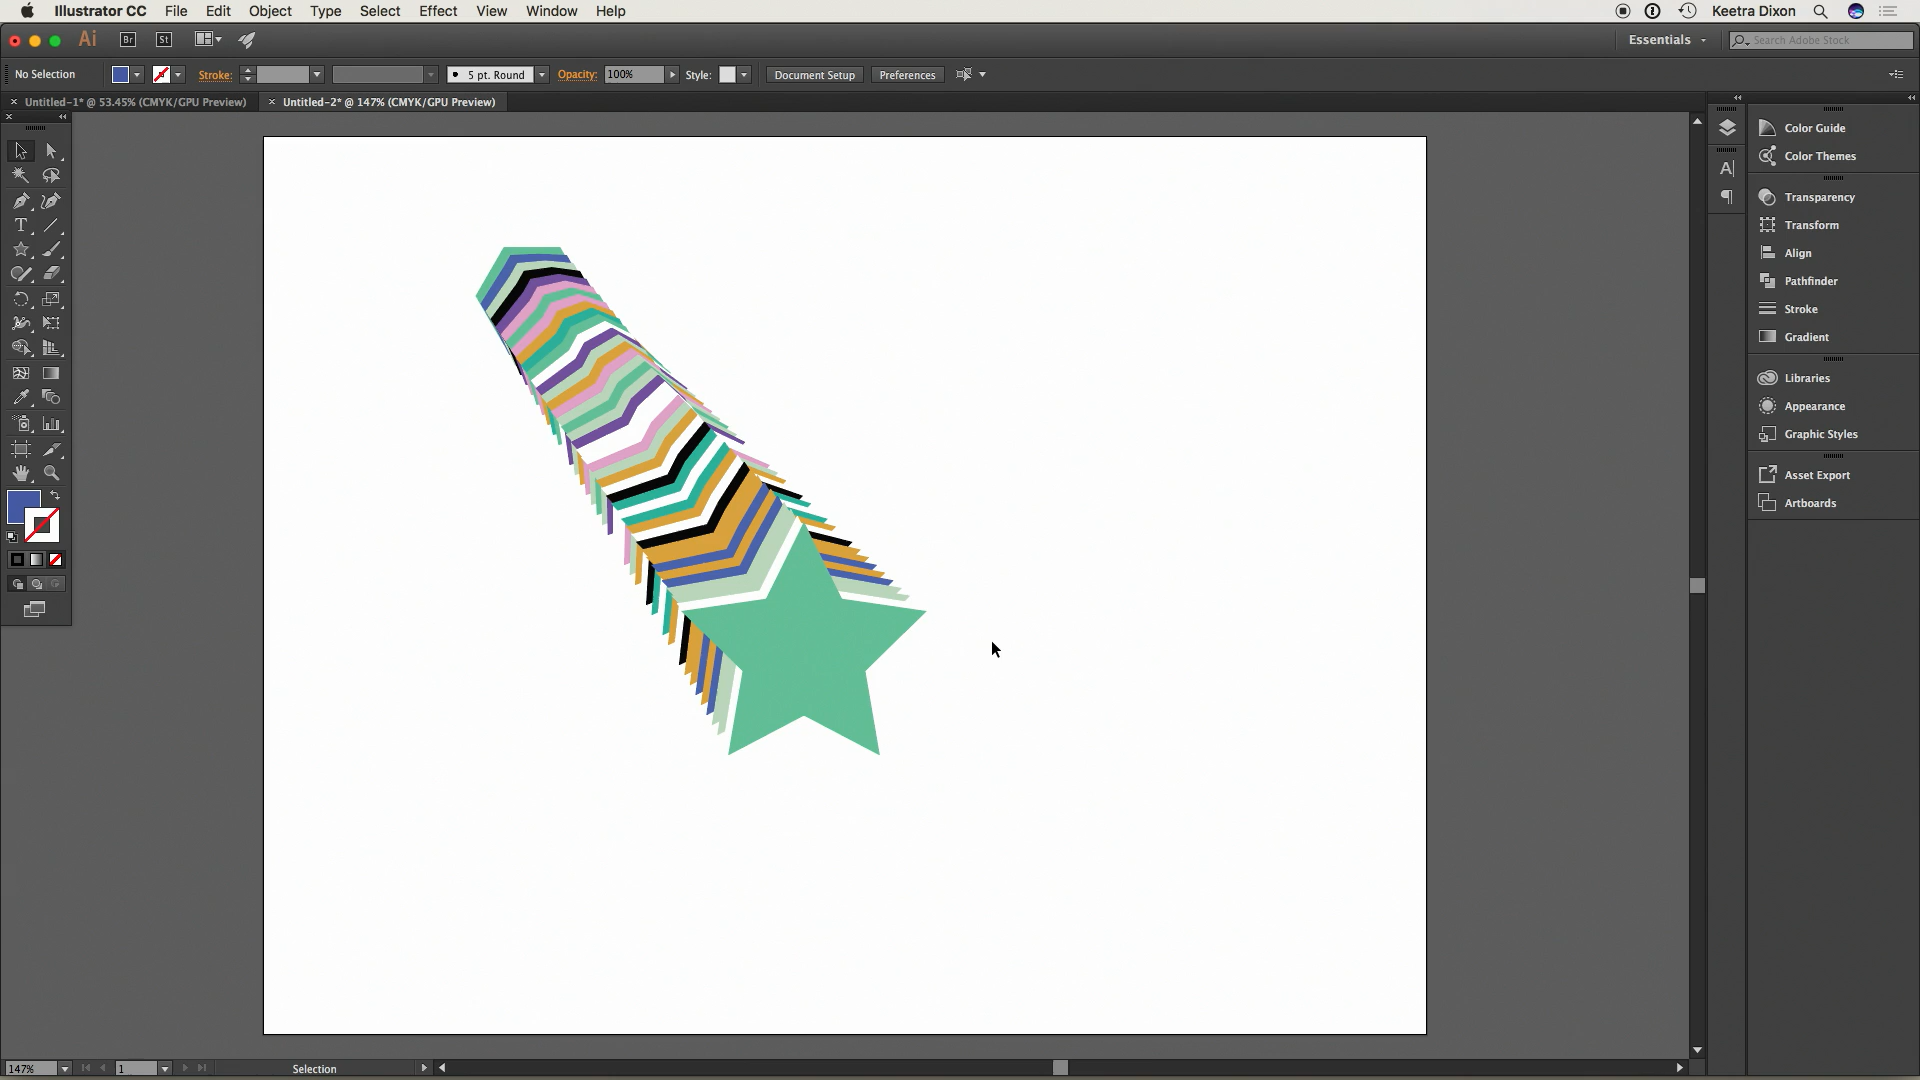 Illustrator CC File Edit Object Type Select Effect View Window Help Keetra Dixon
Ai Br St Essentials Search Adobe Stock
No Selection Stroke: 5 pt. Round Opacity: 100% Style: Document Setup Preferences
Untitled-1* @ 53.45% (CMYK/GPU Preview) Untitled-2* @ 147% (CMYK/GPU Preview)
Color Guide
Color Themes
Transparency
Transform
Align
Pathfinder
Stroke
Gradient
Libraries
Appearance
Graphic Styles
Asset Export
Artboards
147% 1 Selection